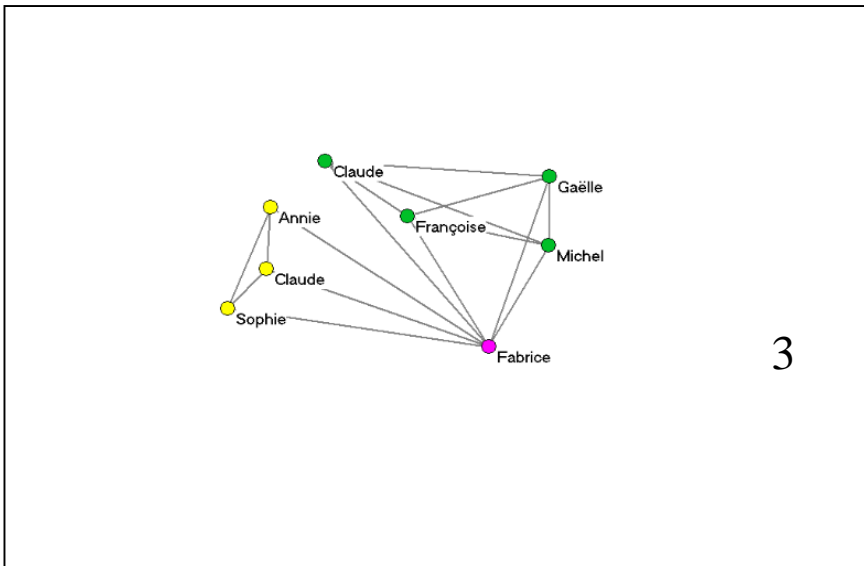 Claude
Gaëlle
Annie
Françoise
Michel
Claude
Sophie
Fabrice
3